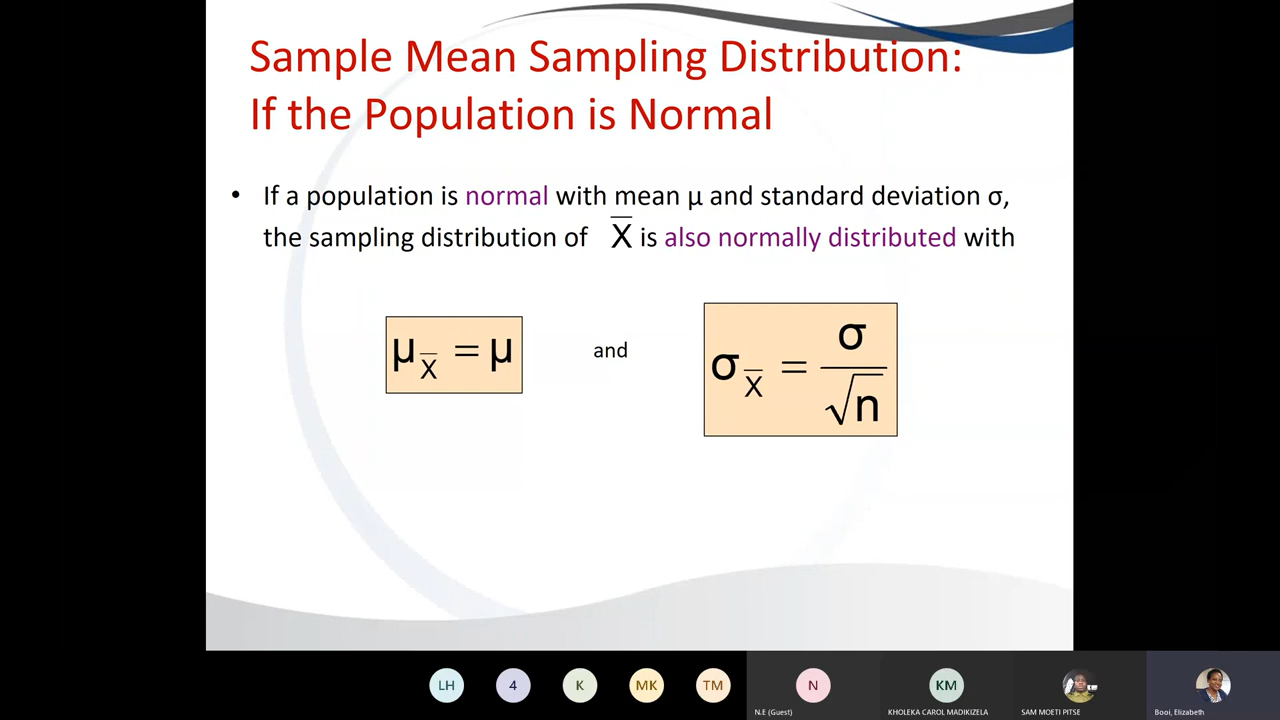 Sample Mean Sampling Distribution:
If the Population is Normal
• If a population is normal with mean μ and standard deviation σ,
the sampling distribution of X̅ is also normally distributed with
μ_X̅ = μ and σ_X̅ = σ/√n
LH 4 K MK TM N KM
N.E (Guest) KHOLEKA CAROL MADIKIZELA SAM MOETI PITSE Booi, Elizabeth